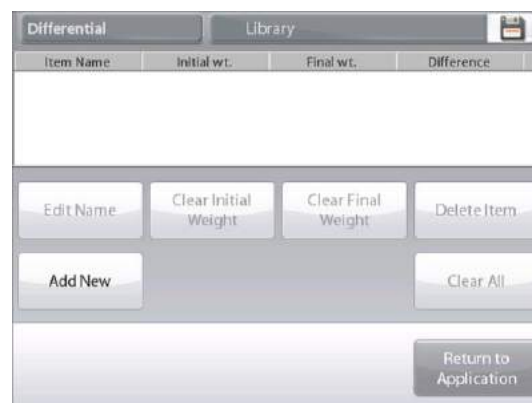 Differential Library
Item Name Initial wt. Final wt. Difference
Edit Name Clear Initial Weight Clear Final Weight Delete Item
Add New Clear All
Return to Application